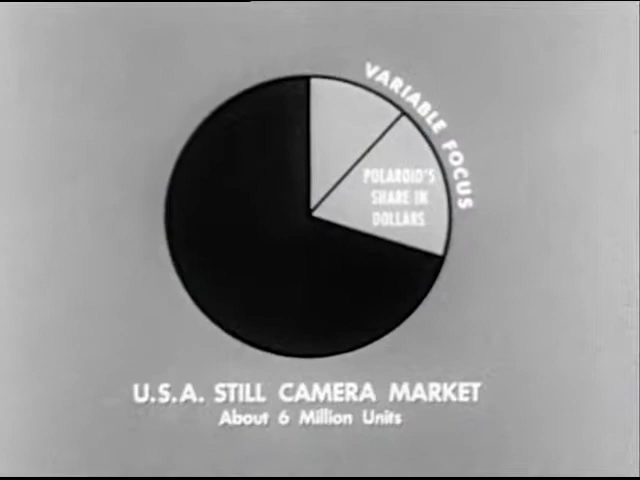 VARIABLE FOCUS
POLAROID'S
SHARE IN
DOLLARS
U.S.A. STILL CAMERA MARKET
About 6 Million Units